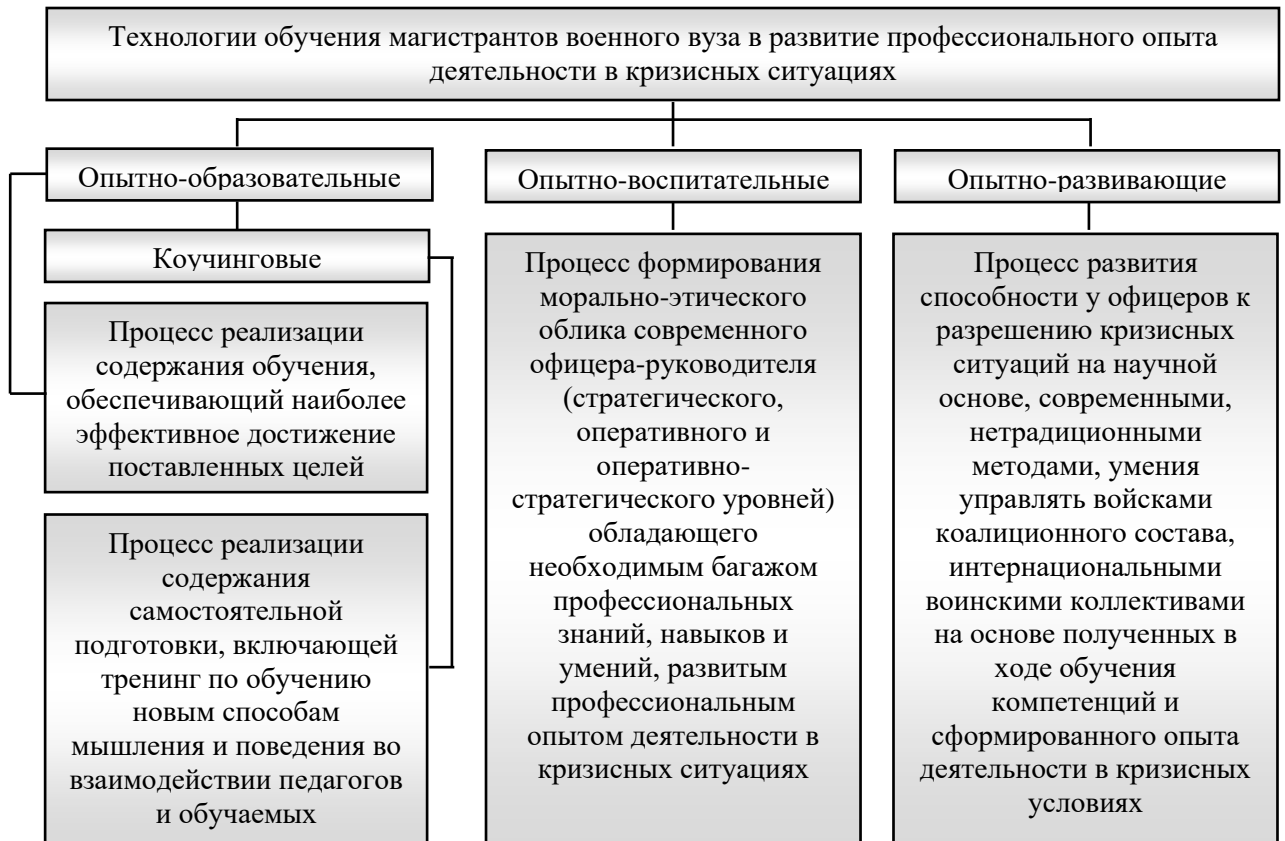 Технологии обучения магистрантов военного вуза в развитие профессионального опыта
деятельности в кризисных ситуациях
Опытно-образовательные
Коучинговые
Процесс реализации
содержания обучения,
обеспечивающий наиболее
эффективное достижение
поставленных целей
Процесс реализации
содержания
самостоятельной
подготовки, включающей
тренинг по обучению
новым способам
мышления и поведения во
взаимодействии педагогов
и обучаемых
Опытно-воспитательные
Процесс формирования
морально-этического
облика современного
офицера-руководителя
(стратегического,
оперативного и
оперативно-
стратегического уровней)
обладающего
необходимым багажом
профессиональных
знаний, навыков и
умений, развитым
профессиональным
опытом деятельности в
кризисных ситуациях
Опытно-развивающие
Процесс развития
способности у офицеров к
разрешению кризисных
ситуаций на научной
основе, современными,
нетрадиционными
методами, умения
управлять войсками
коалиционного состава,
интернациональными
воинскими коллективами
на основе полученных в
ходе обучения
компетенций и
сформированного опыта
деятельности в кризисных
условиях